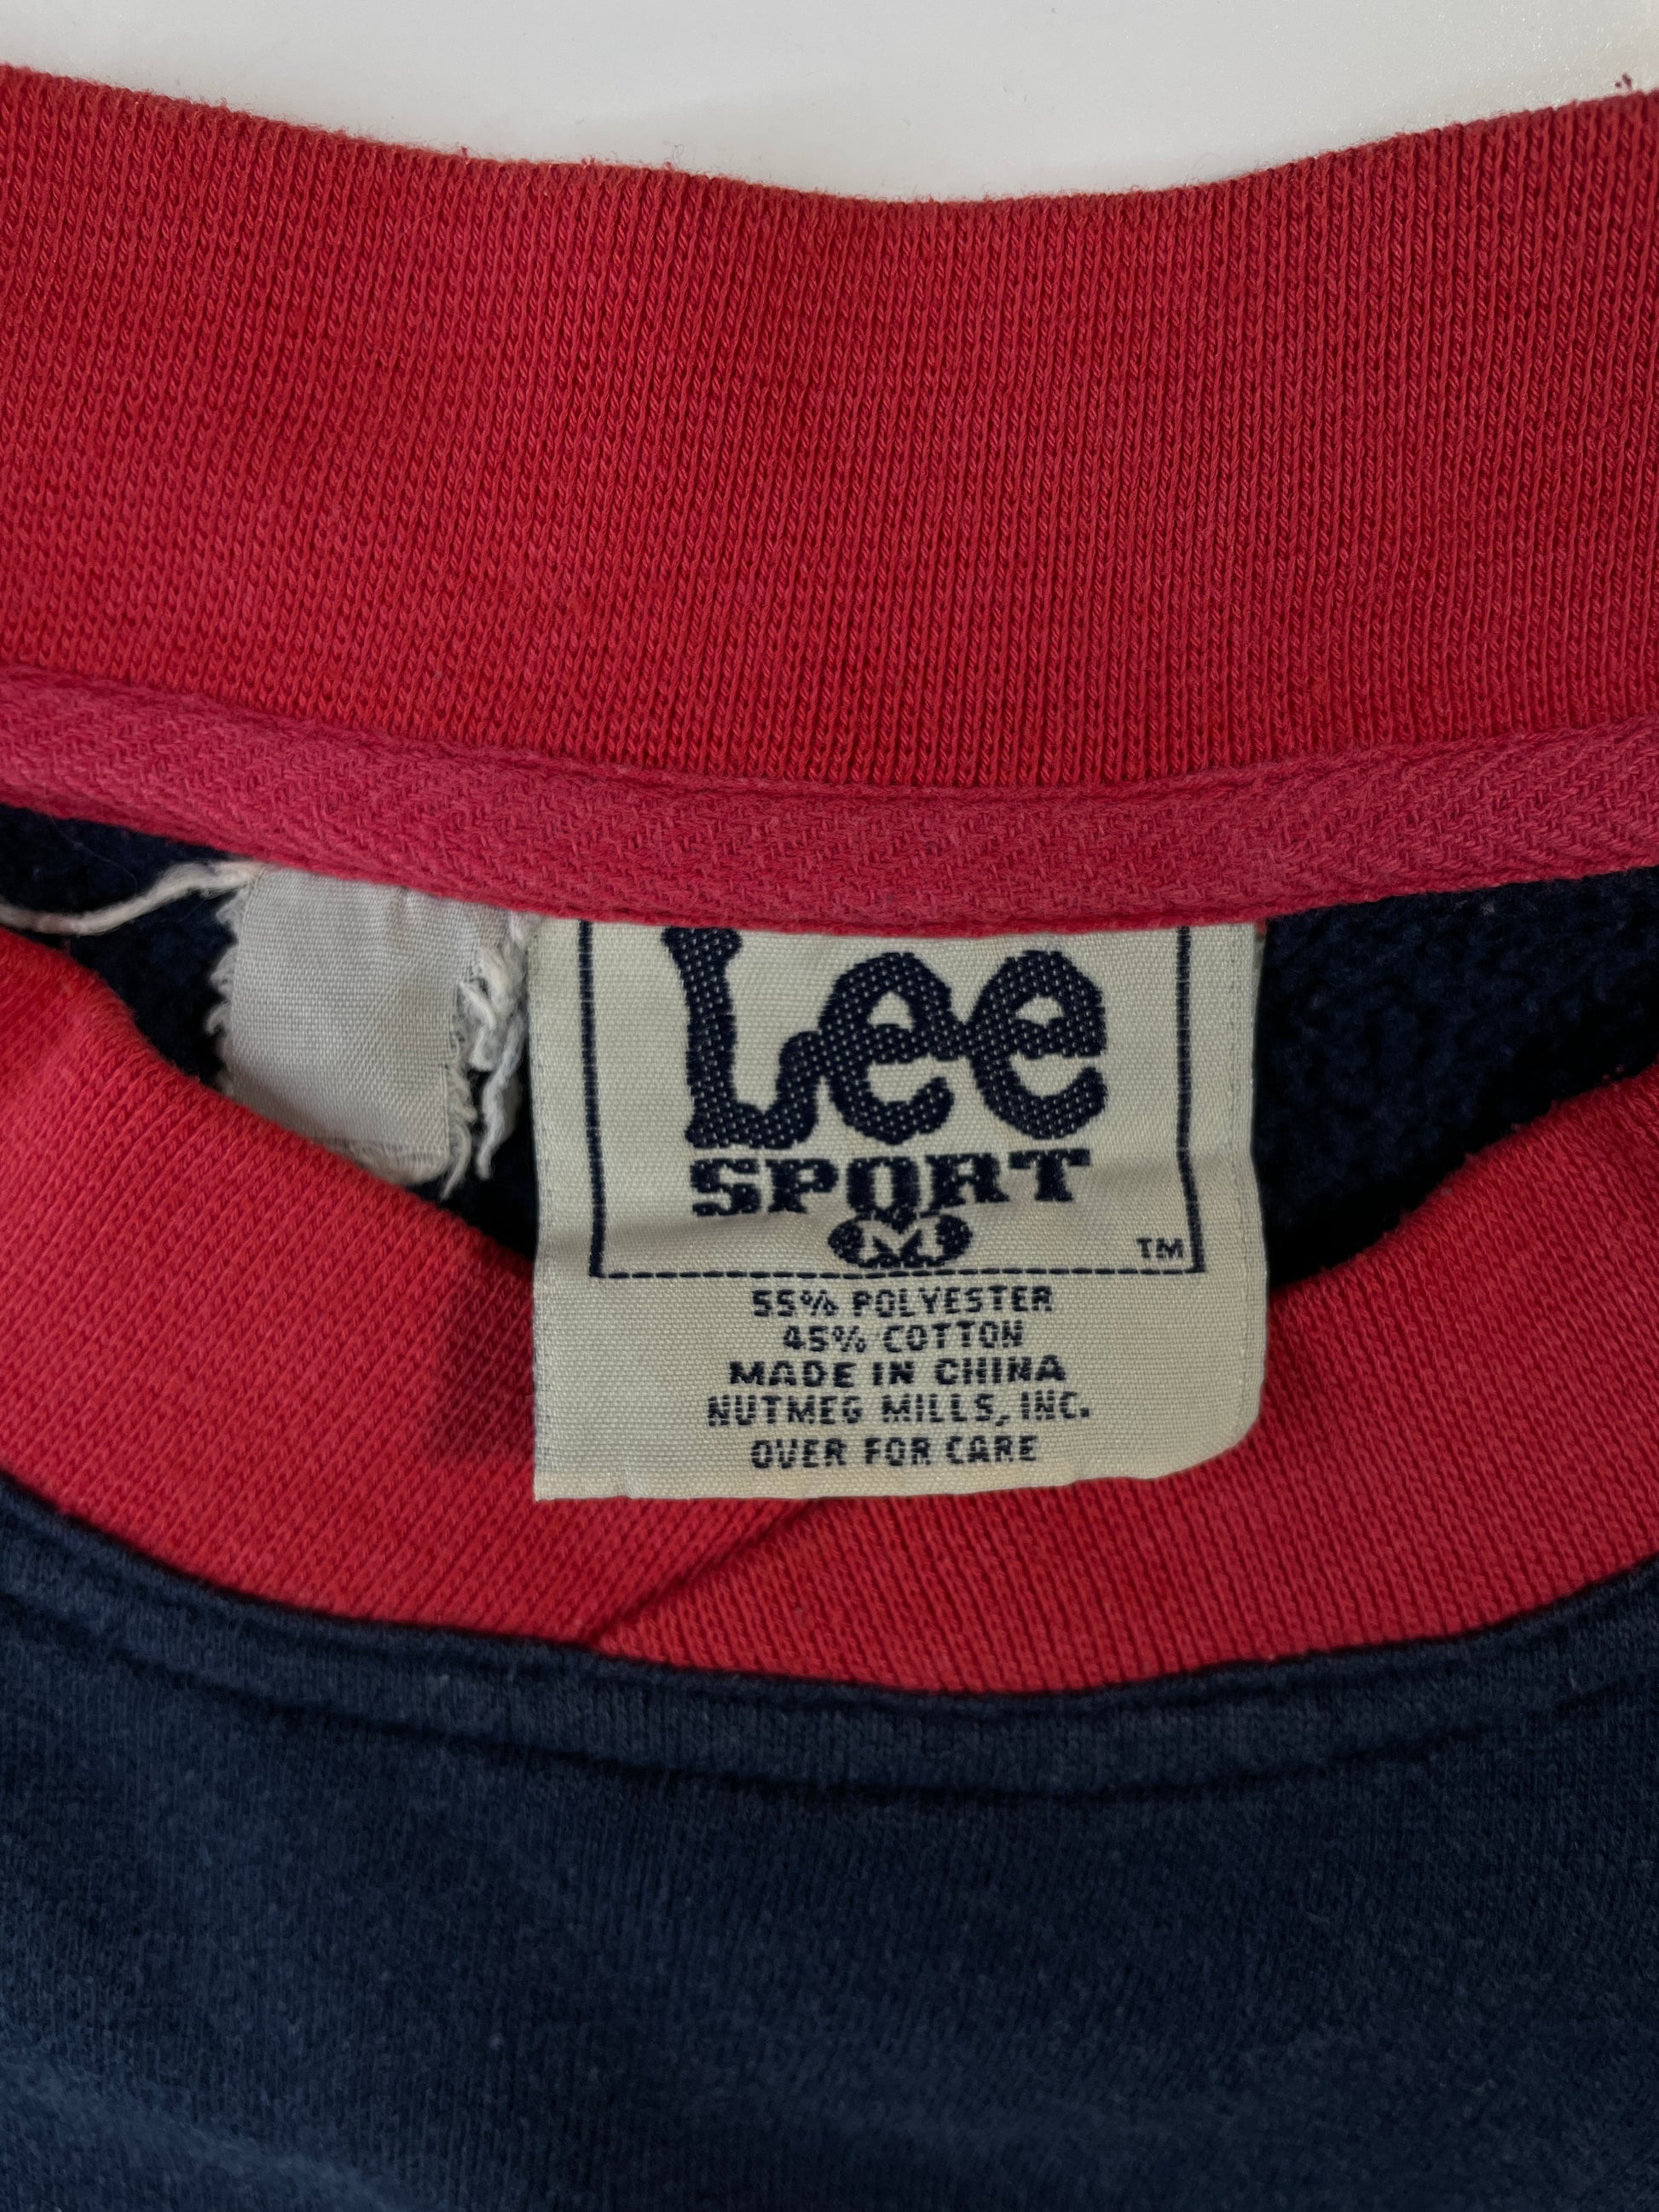 Lee
SPORT
TM
55% POLYESTER
45% COTTON
MADE IN CHINA
NUTMEG MILLS, INC.
OVER FOR CARE